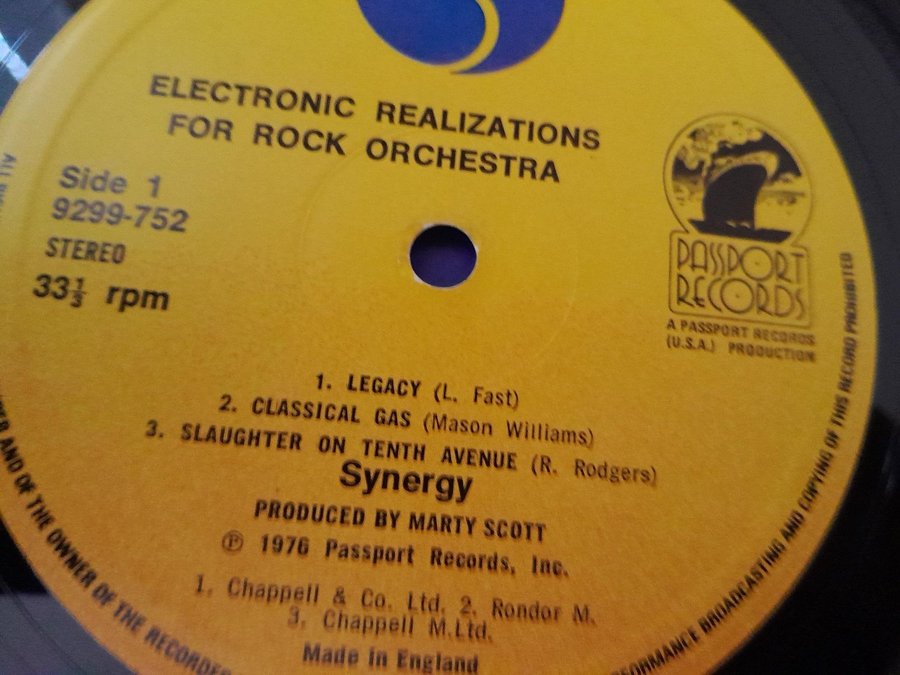 ELECTRONIC REALIZATIONS
FOR ROCK ORCHESTRA
Side 1
9299-752
STEREO
33⅓ rpm
PASSPORT
RECORDS
A PASSPORT RECORDS
(U.S.A.) PRODUCTION
1. LEGACY (L. Fast)
2. CLASSICAL GAS (Mason Williams)
3. SLAUGHTER ON TENTH AVENUE (R. Rodgers)
Synergy
PRODUCED BY MARTY SCOTT
℗ 1976 Passport Records, Inc.
1. Chappell & Co. Ltd. 2. Rondor M.
3. Chappell M.Ltd.
Made in England
ALL
AND OF THE OWNER OF THE RECORDED
PERFORMANCE BROADCASTING AND COPYING OF THIS RECORD PROHIBITED